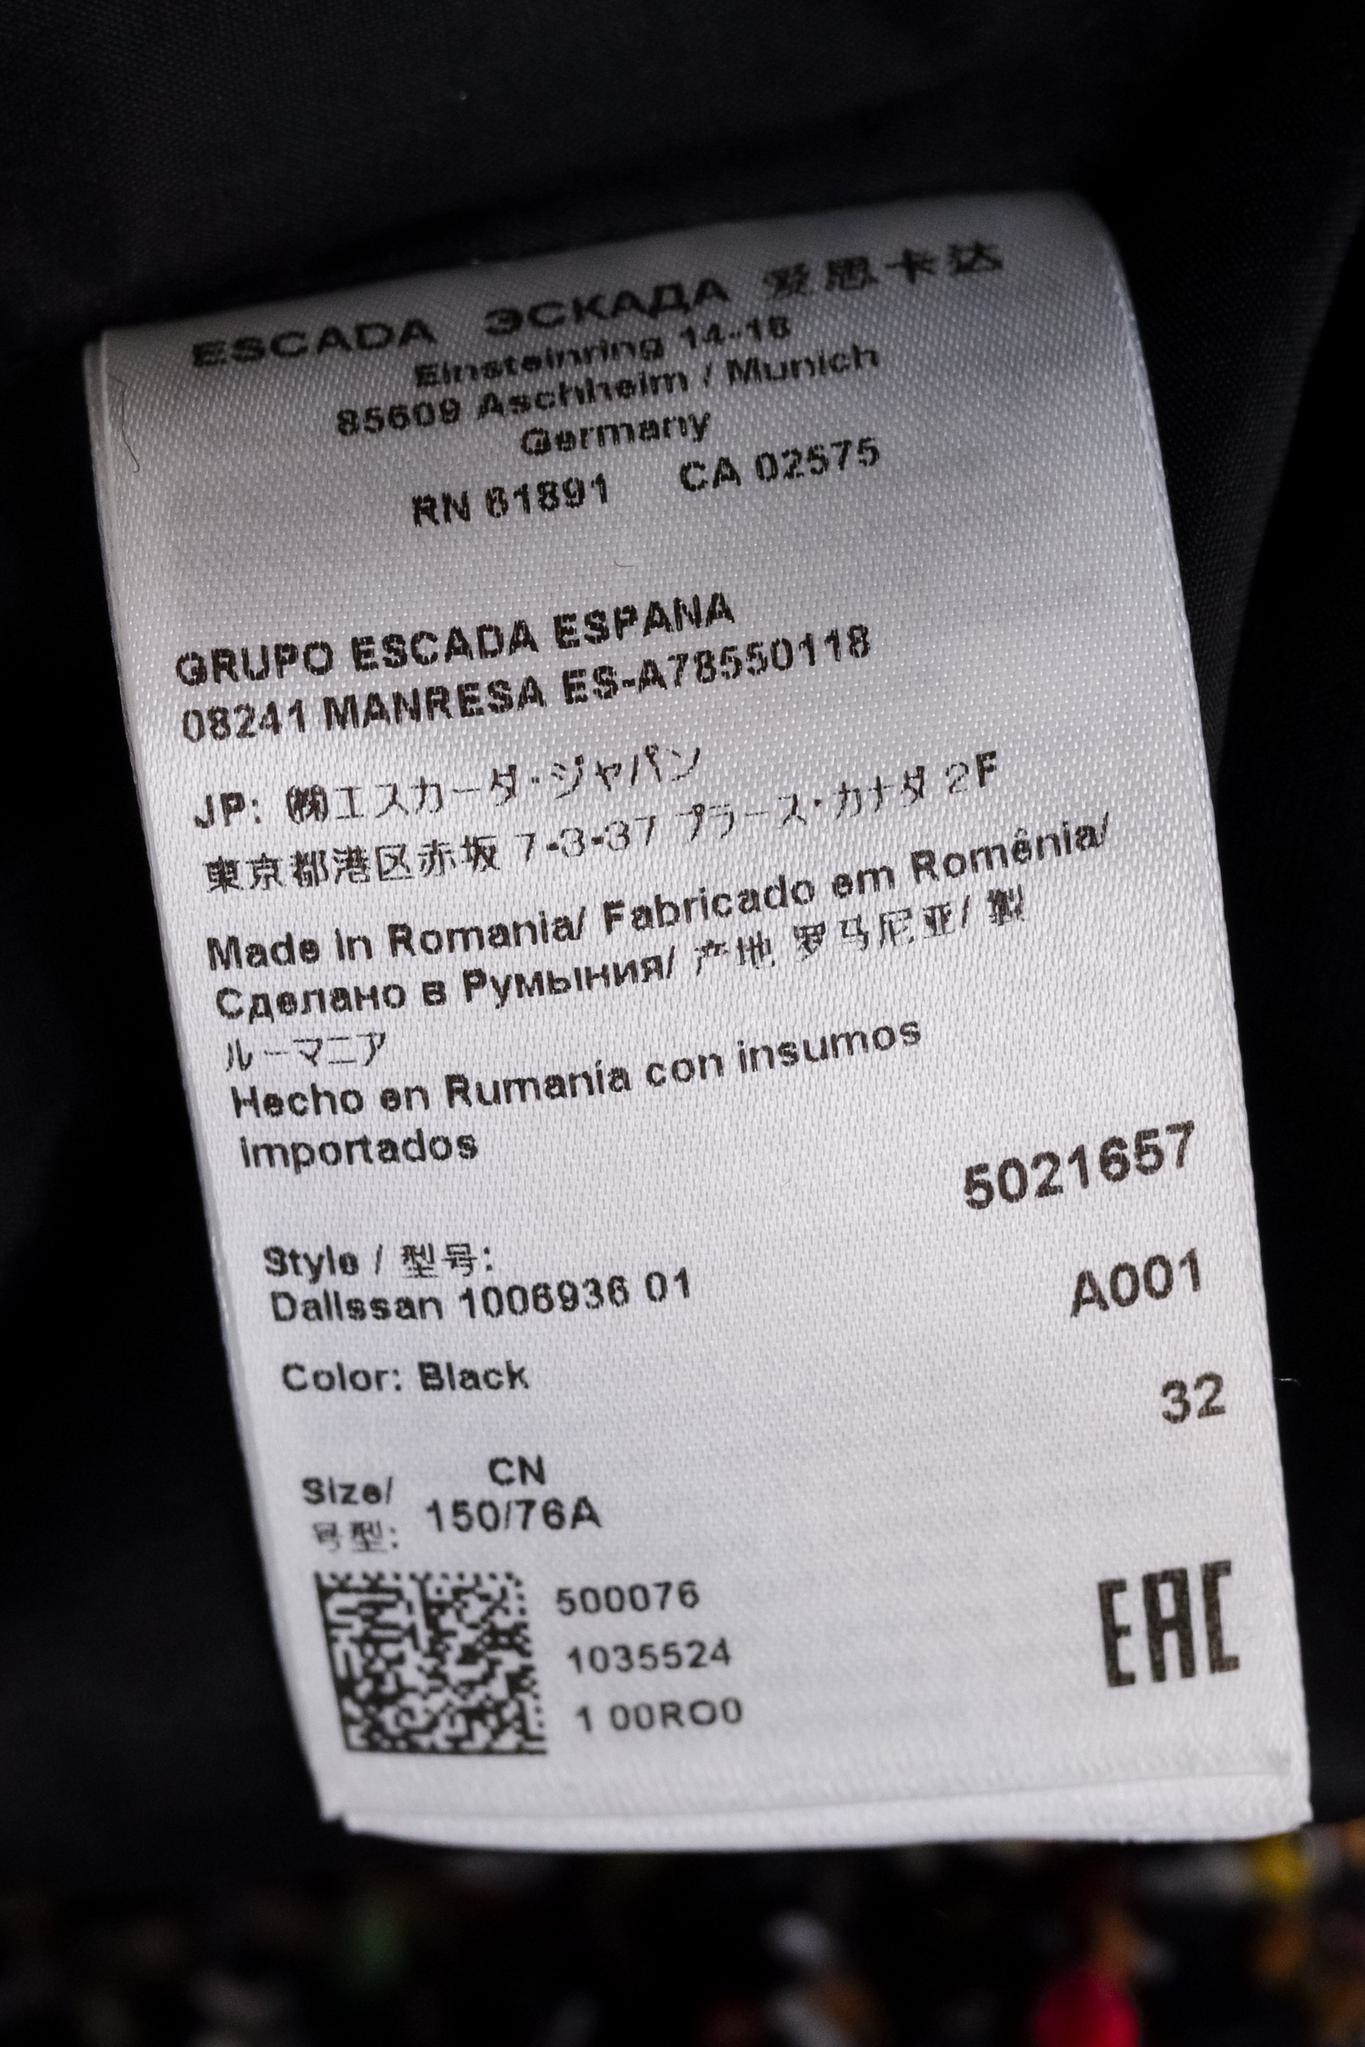 ESCADA ЭСКАДА 爱思卡达
Einsteinring 14-18
85609 Aschheim / Munich
Germany
RN 61891 CA 02575
GRUPO ESCADA ESPANA
08241 MANRESA ES-A78550118
JP: ㈱エスカーダ・ジャパン
東京都港区赤坂 7-3-37 プラース・カナダ 2F
Made in Romania/ Fabricado em Romênia/
Сделано в Румыния/ 产地 罗马尼亚/ 製
ルーマニア
Hecho en Rumanía con insumos
importados
5021657
Style / 型号:
Dalissan 1006936 01
A001
Color: Black
32
CN
Size/ 150/76A
号型:
500076
1035524
1 00RO0
EAC